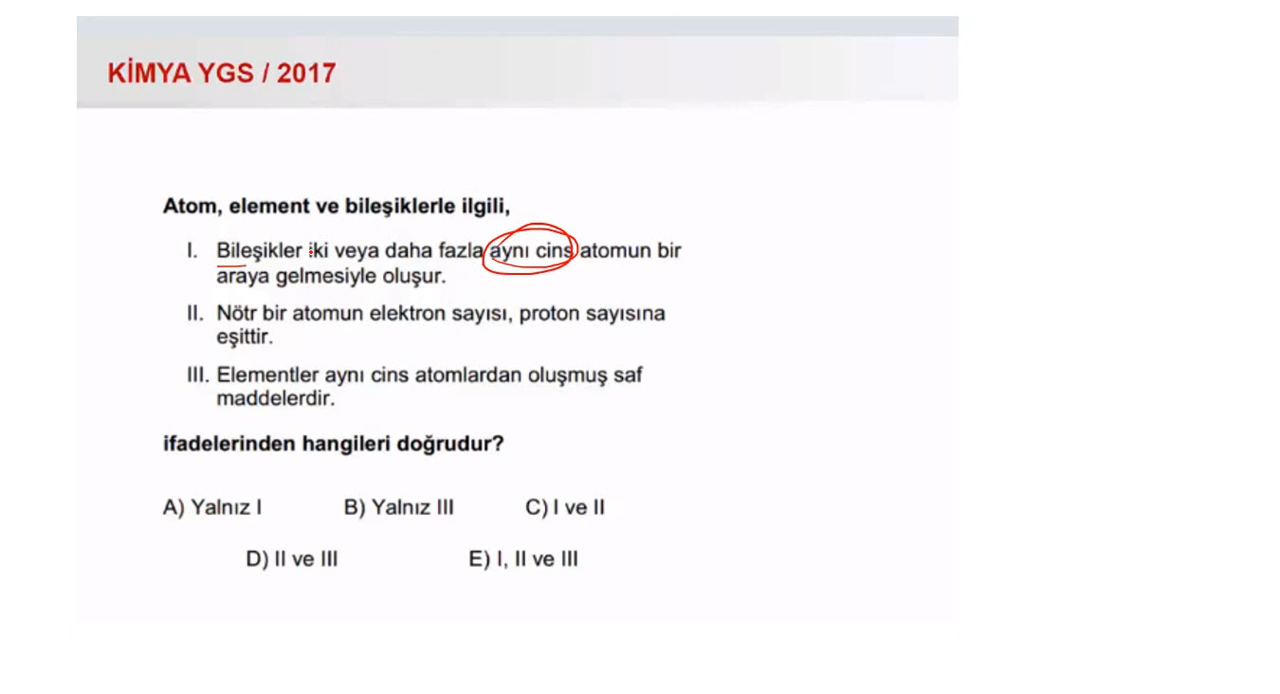 KİMYA YGS / 2017
Atom, element ve bileşiklerle ilgili,
I. Bileşikler iki veya daha fazla aynı cins atomun bir
araya gelmesiyle oluşur.
II. Nötr bir atomun elektron sayısı, proton sayısına
eşittir.
III. Elementler aynı cins atomlardan oluşmuş saf
maddelerdir.
ifadelerinden hangileri doğrudur?
A) Yalnız I B) Yalnız III C) I ve II
D) II ve III E) I, II ve III